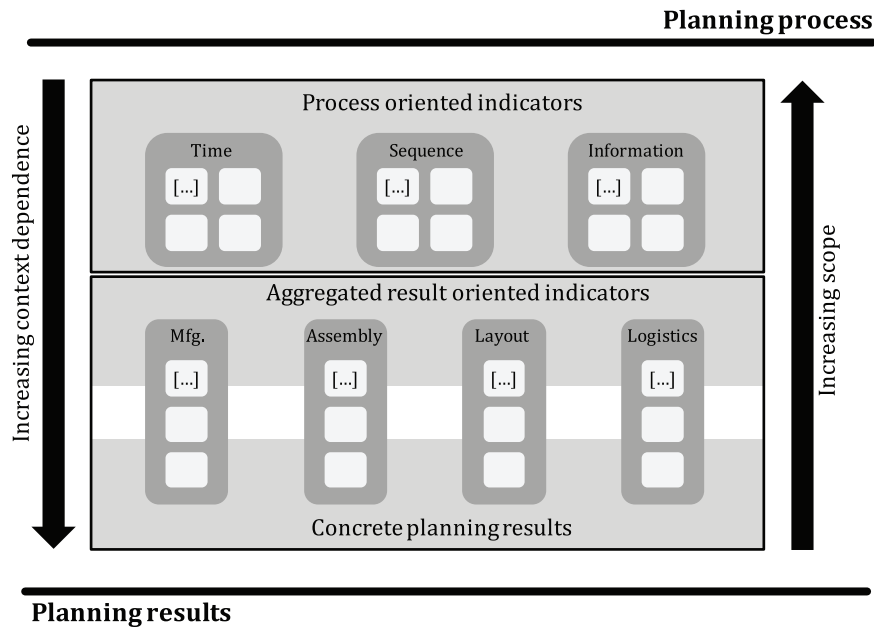 Planning process
Process oriented indicators
Time
Sequence
Information
[...]
[...]
[...]
Increasing context dependence
Increasing scope
Aggregated result oriented indicators
Mfg.
Assembly
Layout
Logistics
[...]
[...]
[...]
[...]
Concrete planning results
Planning results